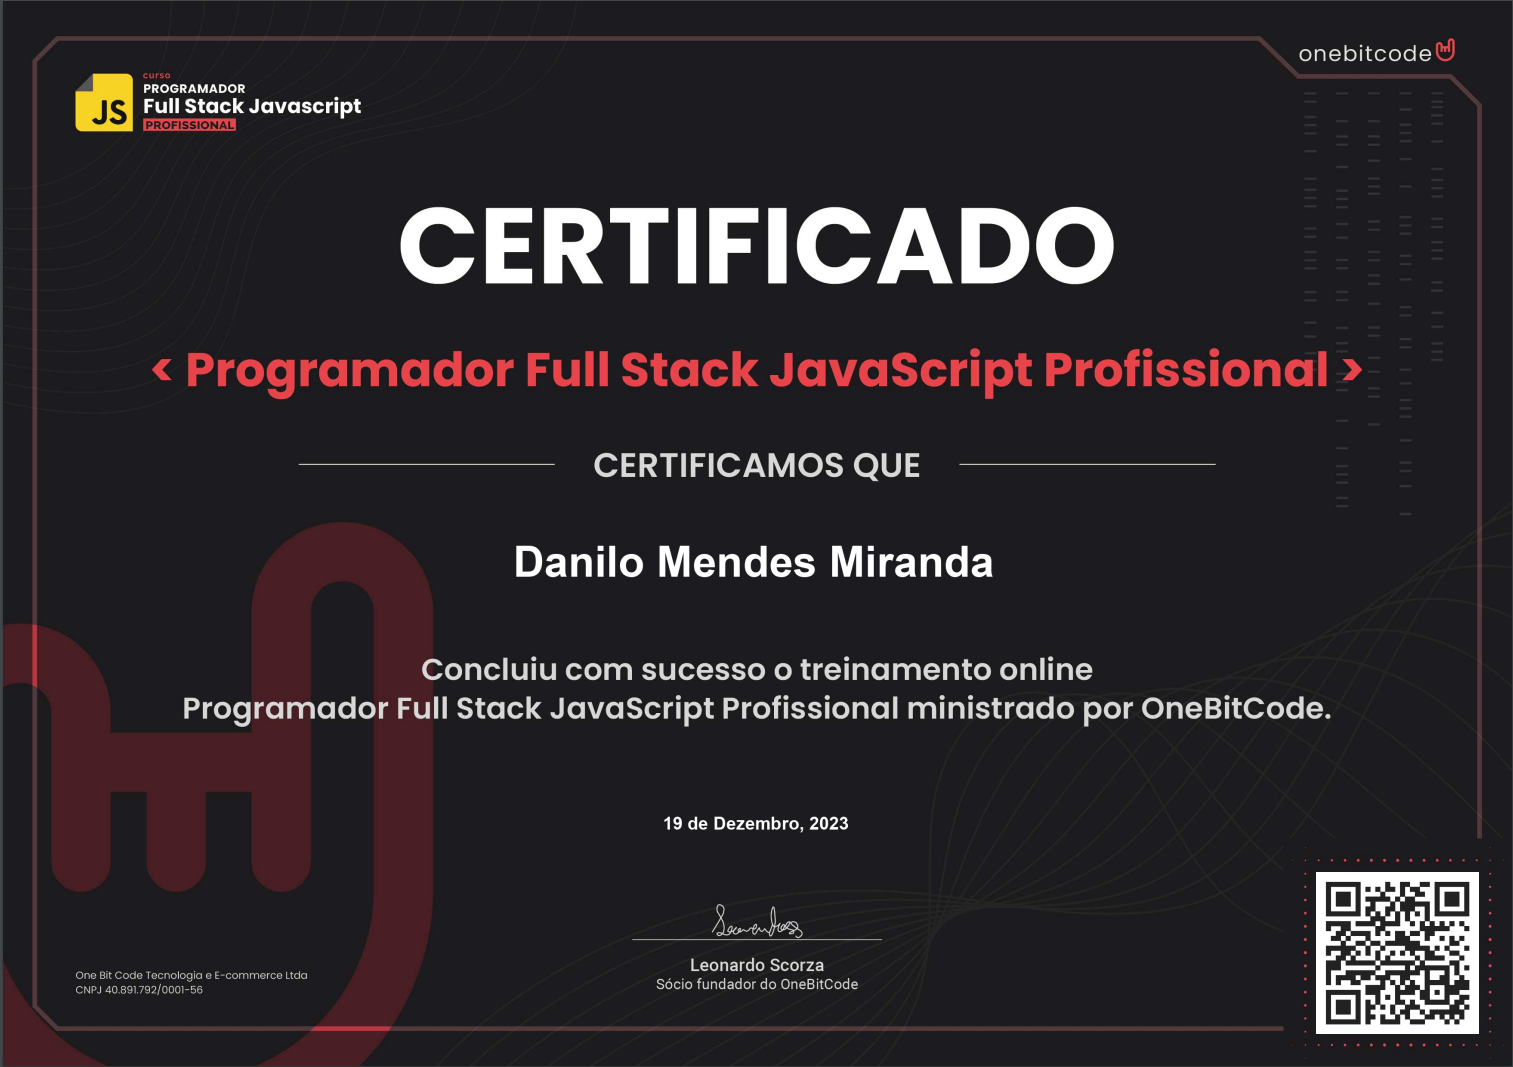 onebitcode
JS
curso
PROGRAMADOR
Full Stack Javascript
PROFISSIONAL
CERTIFICADO
< Programador Full Stack JavaScript Profissional >
CERTIFICAMOS QUE
Danilo Mendes Miranda
Concluiu com sucesso o treinamento online
Programador Full Stack JavaScript Profissional ministrado por OneBitCode.
19 de Dezembro, 2023
Leonardo Scorza
Sócio fundador do OneBitCode
One Bit Code Tecnologia e E-commerce Ltda
CNPJ 40.891.792/0001-56